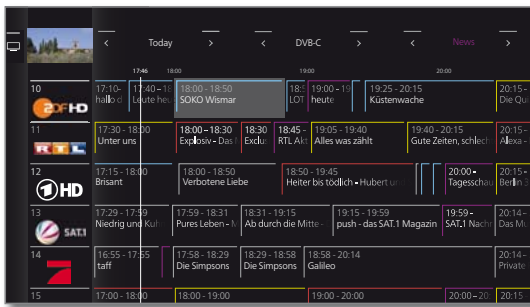 < Today > < DVB-C > < News >
17:46 18:00 19:00 20:00
10 17:10- 17:40-18 18:00 - 18:50 18:5 19:00 - 19 19:25 - 20:15 20:15-
ZDF HD hallo d Leute heu SOKO Wismar LOT heute Küstenwache Die Qu
11 17:30 - 18:00 18:00 - 18:30 18:30 18:45 - 19:05 - 19:40 19:40 - 20:15 20:15-
RTL Unter uns Explosiv - Das Exclus RTL Akt Alles was zählt Gute Zeiten, schlech Alexa -
12 17:15 - 18:00 18:00 - 18:50 18:50 - 19:45 20:00 - 20:15-
1 HD Brisant Verbotene Liebe Heiter bis tödlich - Hubert un Tagesschau Berlin
13 17:29 - 17:59 17:59 - 18:31 18:31 - 19:15 19:15 - 19:59 19:59 - 20:14-
SAT.1 Niedrig und Kuh Pures Leben - M Ab durch die Mitte - push - das SAT.1 Magazin SAT.1 Nachr Das Mu
14 16:55 - 17:55 17:58 - 18:29 18:29 - 18:58 18:58 - 20:14 20:14-
taff Die Simpsons Die Simpsons Galileo Private
15 17:00 - 18:00 18:00 - 19:00 19:00 - 20:00 20:00 - 20 20:15-